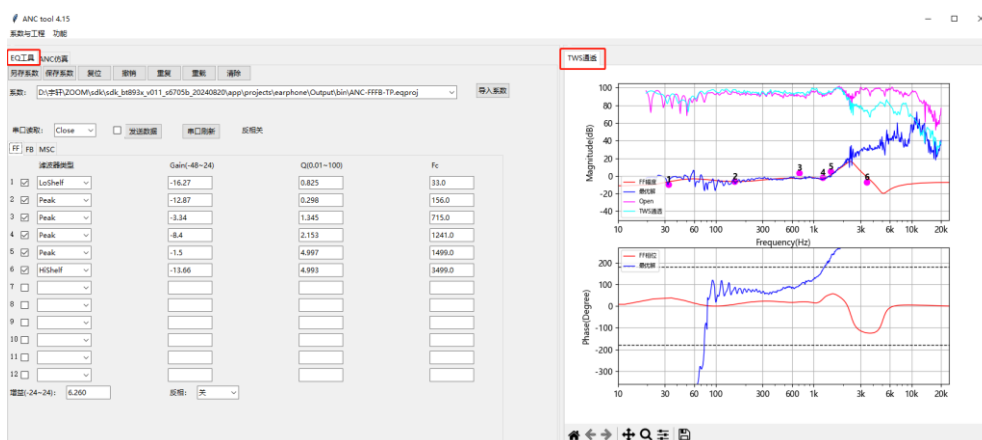 ANC tool 4.15
系数与工程 功能
EQ工具 ANC仿真
另存系数 保存系数 复位 撤销 重复 重载 清除
系数: D:\宇轩\ZOOM\sdk\sdk_bt893x_v011_s6705b_20240820\app\projects\earphone\Output\bin\ANC-FFFB-TP.eqproj 导入系数
串口读取: Close 发送数据 串口刷新 反相关
FF FB MSC
滤波器类型 Gain(-48~24) Q(0.01~100) Fc
1 LoShelf -16.27 0.825 33.0
2 Peak -12.87 0.298 156.0
3 Peak -3.34 1.345 715.0
4 Peak -8.4 2.153 1241.0
5 Peak -1.5 4.997 1499.0
6 HiShelf -13.66 4.993 3499.0
7
8
9
10
11
12
增益(-24~24): 6.260 反相: 关
TWS通透
Magnitude(dB)
100
80
60
40
20
0
-20
-40
1 2 3 4 5 6
FF幅度
最优解
Open
TWS通透
10 30 60 100 300 600 1k 3k 6k 10k 20k
Frequency(Hz)
Phase(Degree)
200
100
0
-100
-200
-300
FF相位
最优解
10 30 60 100 300 600 1k 3k 6k 10k 20k